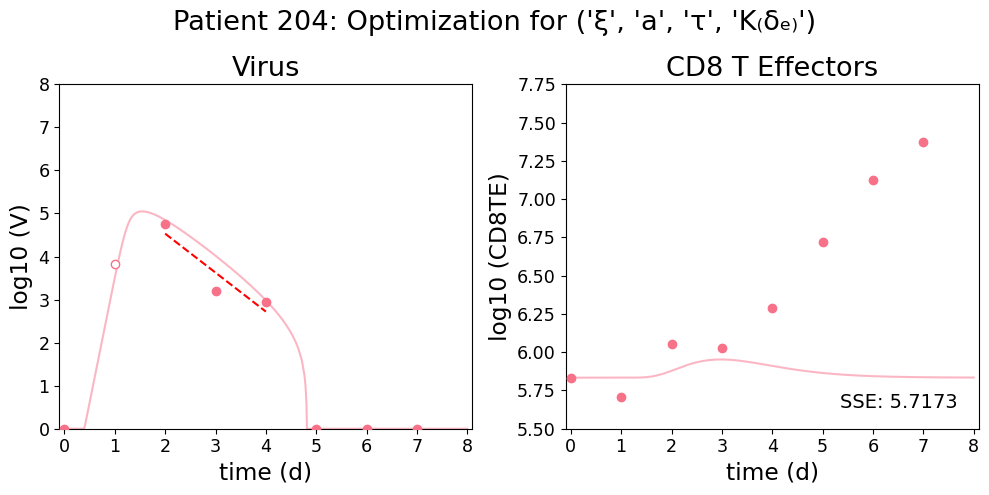 Patient 204: Optimization for ('ξ', 'a', 'τ', 'K₍δₑ₎')
Virus
CD8 T Effectors
log10 (V)
8
7
6
5
4
3
2
1
0
0 1 2 3 4 5 6 7 8
time (d)
log10 (CD8TE)
7.75
7.50
7.25
7.00
6.75
6.50
6.25
6.00
5.75
5.50
SSE: 5.7173
0 1 2 3 4 5 6 7 8
time (d)